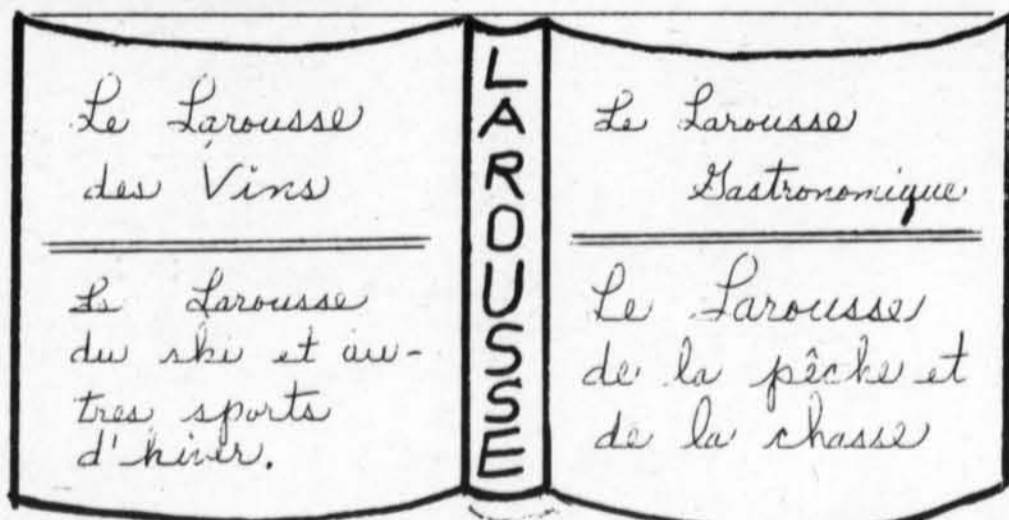 Le Larousse
des Vins
Le Larousse
du ski et au-
tres sports
d'hiver.
LAROUSSE
Le Larousse
Gastronomique
Le Larousse
de la pêche et
de la chasse